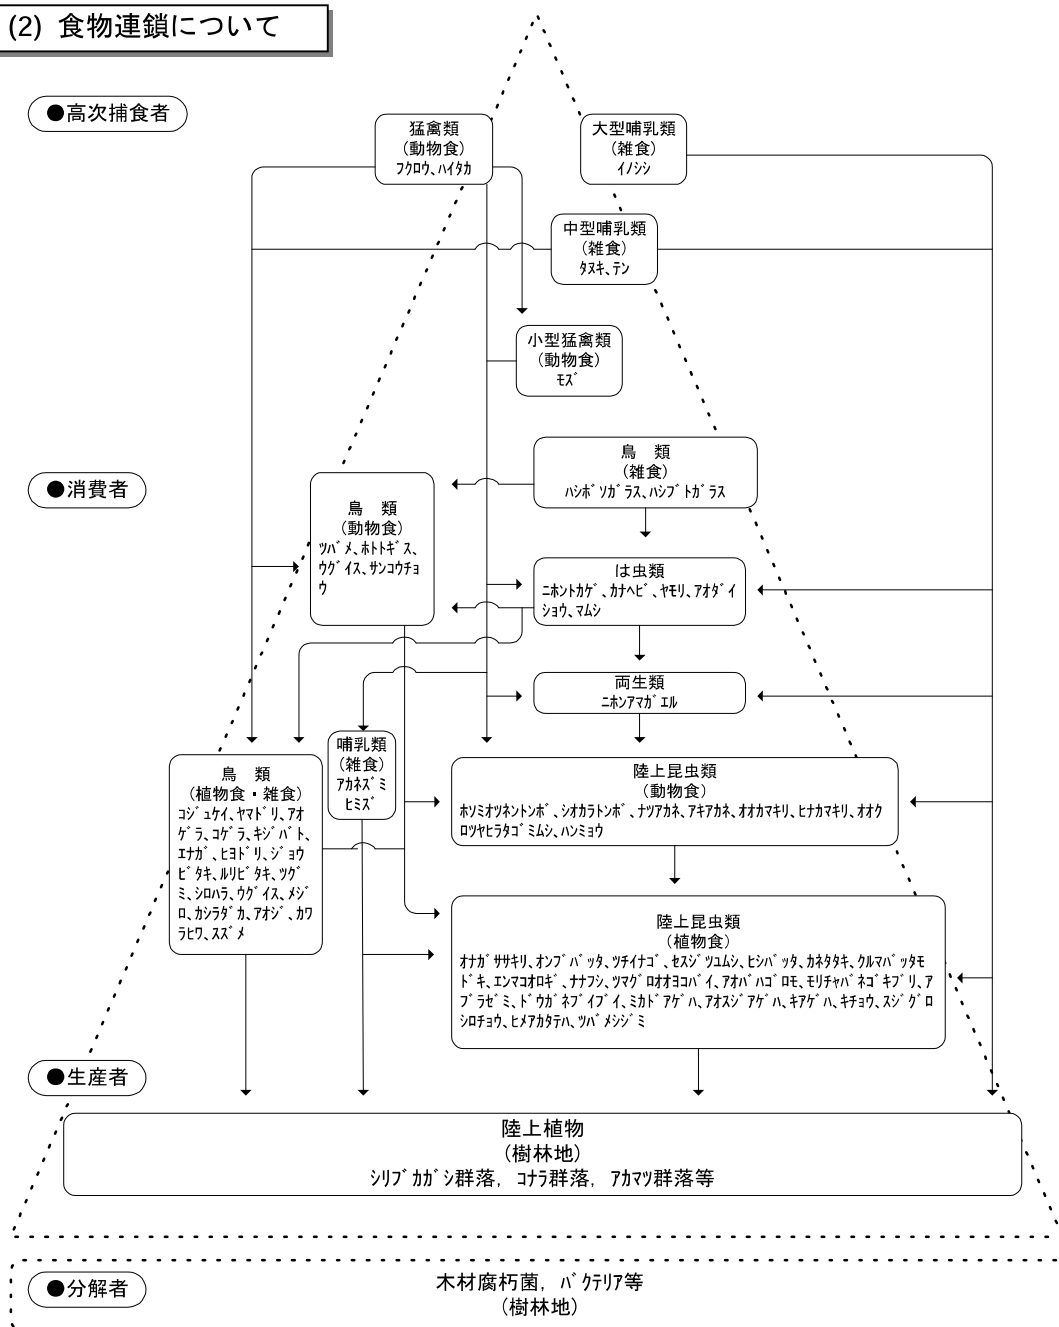 (2) 食物連鎖について
●高次捕食者
猛禽類
(動物食)
ﾌｸﾛｳ､ﾊｲﾀｶ
大型哺乳類
(雑食)
ｲﾉｼｼ
中型哺乳類
(雑食)
ﾀﾇｷ､ﾃﾝ
小型猛禽類
(動物食)
ﾓｽﾞ
●消費者
鳥　類
(雑食)
ﾊｼﾎﾞｿｶﾞﾗｽ､ﾊｼﾌﾞﾄｶﾞﾗｽ
鳥　類
(動物食)
ﾂﾊﾞﾒ､ﾎﾄﾄｷﾞｽ､
ｳｸﾞｲｽ､ｻﾝｺｳﾁｮ
ｳ
は虫類
ﾆﾎﾝﾄｶｹﾞ､ｶﾅﾍﾋﾞ､ﾔﾓﾘ､ｱｵﾀﾞｲ
ｼｮｳ､ﾏﾑｼ
両生類
ﾆﾎﾝｱﾏｶﾞｴﾙ
哺乳類
(雑食)
ｱｶﾈｽﾞﾐ
ﾋﾐｽﾞ
鳥　類
(植物食・雑食)
ｺｼﾞｭｹｲ､ﾔﾏﾄﾞﾘ､ｱｵ
ｹﾞﾗ､ｺｹﾞﾗ､ｷｼﾞﾊﾞﾄ､
ｴﾅｶﾞ､ﾋﾖﾄﾞﾘ､ｼﾞｮｳ
ﾋﾞﾀｷ､ﾙﾘﾋﾞﾀｷ､ﾂｸﾞ
ﾐ､ｼﾛﾊﾗ､ｳｸﾞｲｽ､ﾒｼﾞ
ﾛ､ｶｼﾗﾀﾞｶ､ｱｵｼﾞ､ｶﾜ
ﾗﾋﾜ､ｽｽﾞﾒ
陸上昆虫類
(動物食)
ﾎｿﾐｵﾂﾈﾝﾄﾝﾎﾞ､ｼｵｶﾗﾄﾝﾎﾞ､ﾅﾂｱｶﾈ､ｱｷｱｶﾈ､ｵｵｶﾏｷﾘ､ﾋﾅｶﾏｷﾘ､ｵｵｸ
ﾛﾂﾔﾋﾗﾀｺﾞﾐﾑｼ､ﾊﾝﾐｮｳ
陸上昆虫類
(植物食)
ｵﾅｶﾞｻｻｷﾘ､ｵﾝﾌﾞﾊﾞｯﾀ､ﾂﾁｲﾅｺﾞ､ｾｽｼﾞﾂﾕﾑｼ､ﾋｼﾊﾞｯﾀ､ｶﾈﾀﾀｷ､ｸﾙﾏﾊﾞｯﾀﾓ
ﾄﾞｷ､ｴﾝﾏｺｵﾛｷﾞ､ﾅﾅﾌｼ､ﾂﾏｸﾞﾛｵｵﾖｺﾊﾞｲ､ｱｵﾊﾞﾊｺﾞﾛﾓ､ﾓﾘﾁｬﾊﾞﾈｺﾞｷﾌﾞﾘ､ｱ
ﾌﾞﾗｾﾞﾐ､ﾄﾞｳｶﾞﾈﾌﾞｲﾌﾞｲ､ﾐｶﾄﾞｱｹﾞﾊ､ｱｵｽｼﾞｱｹﾞﾊ､ｷｱｹﾞﾊ､ｷﾁｮｳ､ｽｼﾞｸﾞﾛ
ｼﾛﾁｮｳ､ﾋﾒｱｶﾀﾃﾊ､ﾂﾊﾞﾒｼｼﾞﾐ
●生産者
陸上植物
(樹林地)
ｼﾘﾌﾞｶｶﾞｼ群落，ｺﾅﾗ群落，ｱｶﾏﾂ群落等
●分解者
木材腐朽菌，ﾊﾞｸﾃﾘｱ等
(樹林地)